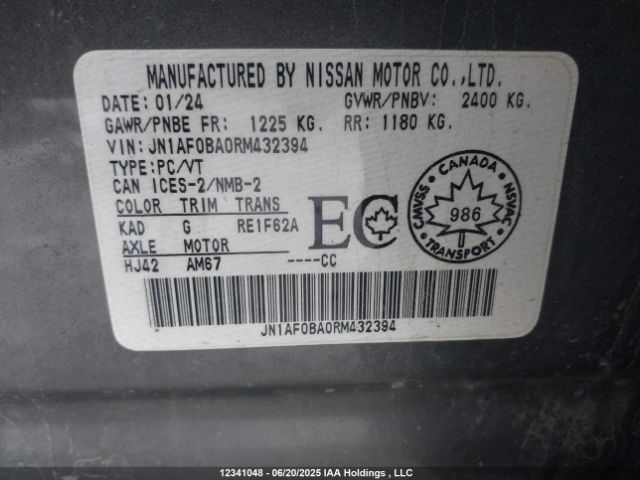 MANUFACTURED BY NISSAN MOTOR CO.,LTD.
DATE: 01/24 GVWR/PNBV: 2400 KG.
GAWR/PNBE FR: 1225 KG. RR: 1180 KG.
VIN: JN1AF0BA0RM432394
TYPE:PC/VT
CAN ICES-2/NMB-2
COLOR TRIM TRANS
KAD G RE1F62A
AXLE MOTOR
HJ42 AM67 ----CC
EC
CANADA
CMVSS 986 NSVAC
TRANSPORT
JN1AF0BA0RM432394
12341048 - 06/20/2025 IAA Holdings , LLC